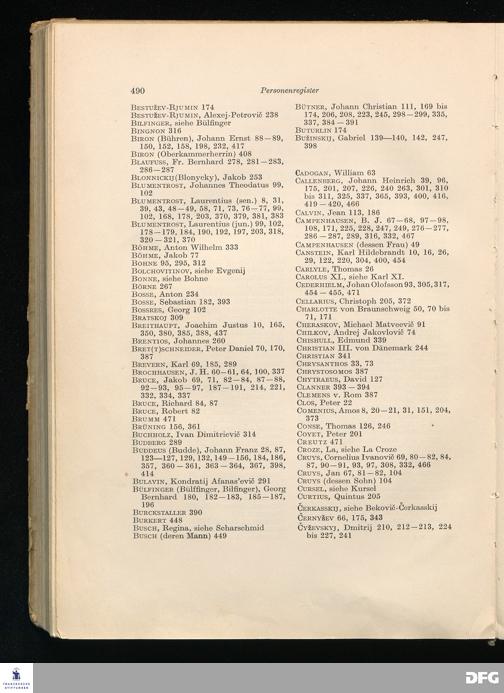 490
Personenregister
Bestužev-Rjumin 174
Bestužev-Rjumin, Alexej-Petrovič 238
Bilfinger, siehe Bülfinger
Bingnon 316
Biron (Bühren), Johann Ernst 88—89,
150, 152, 158, 198, 232, 417
Biron (Oberkammerherrin) 408
Blaufuss, Fr. Bernhard 278, 281—283,
286—287
Blonnickij (Blonycky), Jakob 253
Blumentrost, Johannes Theodatus 99,
102
Blumentrost, Laurentius (sen.) 8, 31,
39, 43, 48—49, 58, 71, 73, 76—77, 99,
102, 168, 178, 203, 370, 379, 381, 383
Blumentrost, Laurentius (jun.) 99, 102,
178—179, 184, 190, 192, 197, 203, 318,
320—321, 370
Böhme, Anton Wilhelm 333
Böhme, Jakob 77
Bohne 95, 295, 312
Bolchovitinov, siehe Evgenij
Bonne, siehe Bohne
Börne 267
Bosse, Anton 234
Bosse, Sebastian 182, 393
Bossres, Georg 102
Bratskoj 309
Breithaupt, Joachim Justus 10, 165,
350, 380, 385, 388, 437
Brentios, Johannes 260
Bret(t)schneider, Peter Daniel 70, 170,
387
Brevern, Karl 69, 185, 289
Brochhausen, J. H. 60—61, 64, 100, 337
Bruce, Jakob 69, 71, 82—84, 87—88,
92—93, 95—97, 187—191, 214, 221,
332, 334, 337
Bruce, Richard 84, 87
Bruce, Robert 82
Brumm 471
Brüning 156, 361
Buchholz, Ivan Dimitrievič 314
Budberg 289
Buddeus (Budde), Johann Franz 28, 87,
123—127, 129, 132, 149—156, 184, 186,
357, 360—361, 363—364, 367, 398,
414
Bulavin, Kondratij Afanas'evič 291
Bülfinger (Bülffinger, Bilfinger), Georg
Bernhard 180, 182—183, 185—187,
196
Burckstaller 390
Burkert 448
Busch, Regina, siehe Scharschmid
Busch (deren Mann) 449
Bütner, Johann Christian 111, 169 bis
174, 206, 208, 223, 245, 298—299, 335,
337, 384—391
Buturlin 174
Bužinskij, Gabriel 139—140, 142, 247,
398
Cadogan, William 63
Callenberg, Johann Heinrich 39, 96,
175, 201, 207, 226, 240 263, 301, 310
bis 311, 325, 337, 365, 393, 400, 416,
419—420, 466
Calvin, Jean 113, 186
Campenhausen, B. J. 67—68, 97—98,
108, 171, 225, 228, 247, 249, 276—277,
286—287, 289, 316, 332, 467
Campenhausen (dessen Frau) 49
Canstein, Karl Hildebrandt 10, 16, 26,
29, 122, 220, 304, 400, 454
Carlyle, Thomas 26
Carolus XI., siehe Karl XI.
Cederhielm, Johan Olofsson 93, 305, 317,
454—455, 471
Cellarius, Christoph 205, 372
Charlotte von Braunschweig 50, 70 bis
71, 171
Cheraskov, Michael Matveevič 91
Chilkov, Andrej Jakovlovič 74
Chishull, Edmund 339
Christian III. von Dänemark 244
Christian 341
Chrysanthos 33, 73
Chrystosomos 387
Chytraeus, David 127
Clanner 393—394
Clemens v. Rom 387
Clos, Peter 22
Comenius, Amos 8, 20—21, 31, 151, 204,
373
Conse, Thomas 126, 246
Covet, Peter 201
Creutz 471
Croze, La, siehe La Croze
Cruys, Cornelius Ivanovič 69, 80—82, 84,
87, 90—91, 93, 97, 308, 332, 466
Cruys, Jan 67, 81—82, 104
Cruys (dessen Sohn) 104
Cursel, siehe Kursel
Curtius, Quintus 205
Čerkasskij, siehe Bekovič-Čerkasskij
Černyšev 66, 175, 343
Čyževskyj, Dmitrij 210, 212—213, 224
bis 227, 241
FRANCKESCHE
STIFTUNGEN
DFG